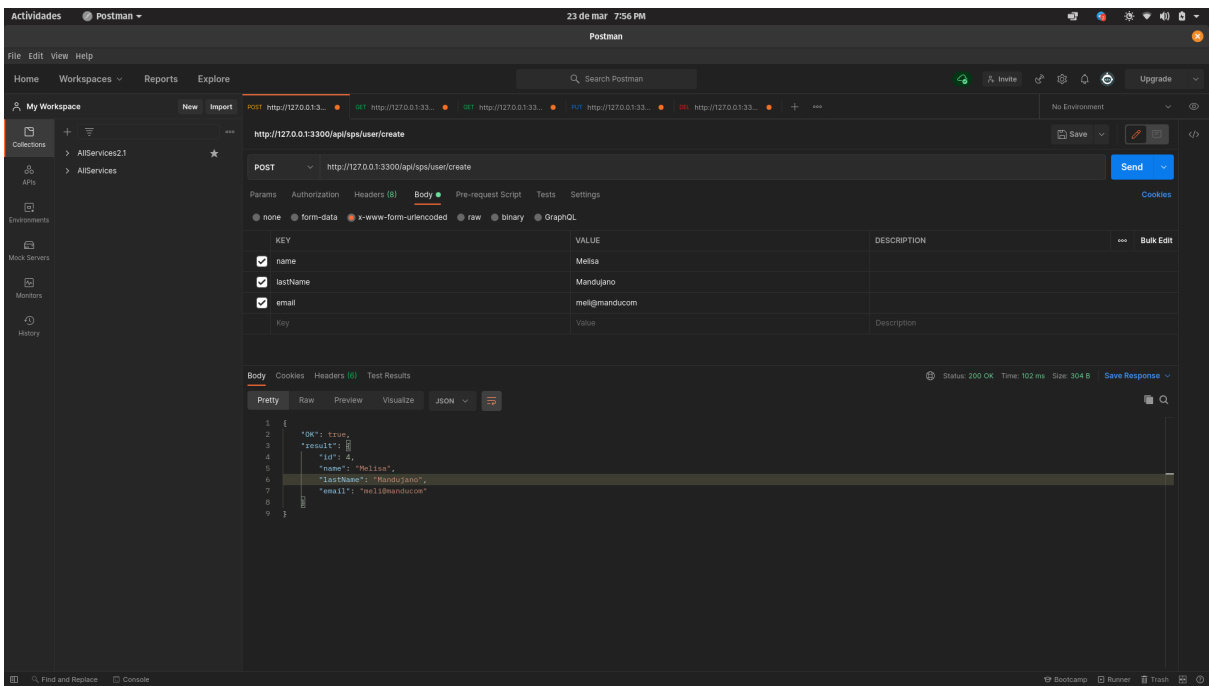 Actividades Postman 23 de mar 7:56 PM
Postman
File Edit View Help
Home Workspaces Reports Explore Search Postman Invite Upgrade
My Workspace New Import POST http://127.0.0.1:3... GET http://127.0.0.1:33... GET http://127.0.0.1:33... PUT http://127.0.0.1:33... DEL http://127.0.0.1:33... No Environment
Collections
APIs
Environments
Mock Servers
Monitors
History
AllServices2.1
AllServices
http://127.0.0.1:3300/api/sps/user/create Save
POST http://127.0.0.1:3300/api/sps/user/create Send
Params Authorization Headers (8) Body Pre-request Script Tests Settings Cookies
none form-data x-www-form-urlencoded raw binary GraphQL
KEY VALUE DESCRIPTION Bulk Edit
name Melisa
lastName Mandujano
email meli@manducom
Key Value Description
Body Cookies Headers (6) Test Results Status: 200 OK Time: 102 ms Size: 304 B Save Response
Pretty Raw Preview Visualize JSON
1 {
2 "OK": true,
3 "result": {
4 "id": 4,
5 "name": "Melisa",
6 "lastName": "Mandujano",
7 "email": "meli@manducom"
8 }
9 }
Find and Replace Console Bootcamp Runner Trash